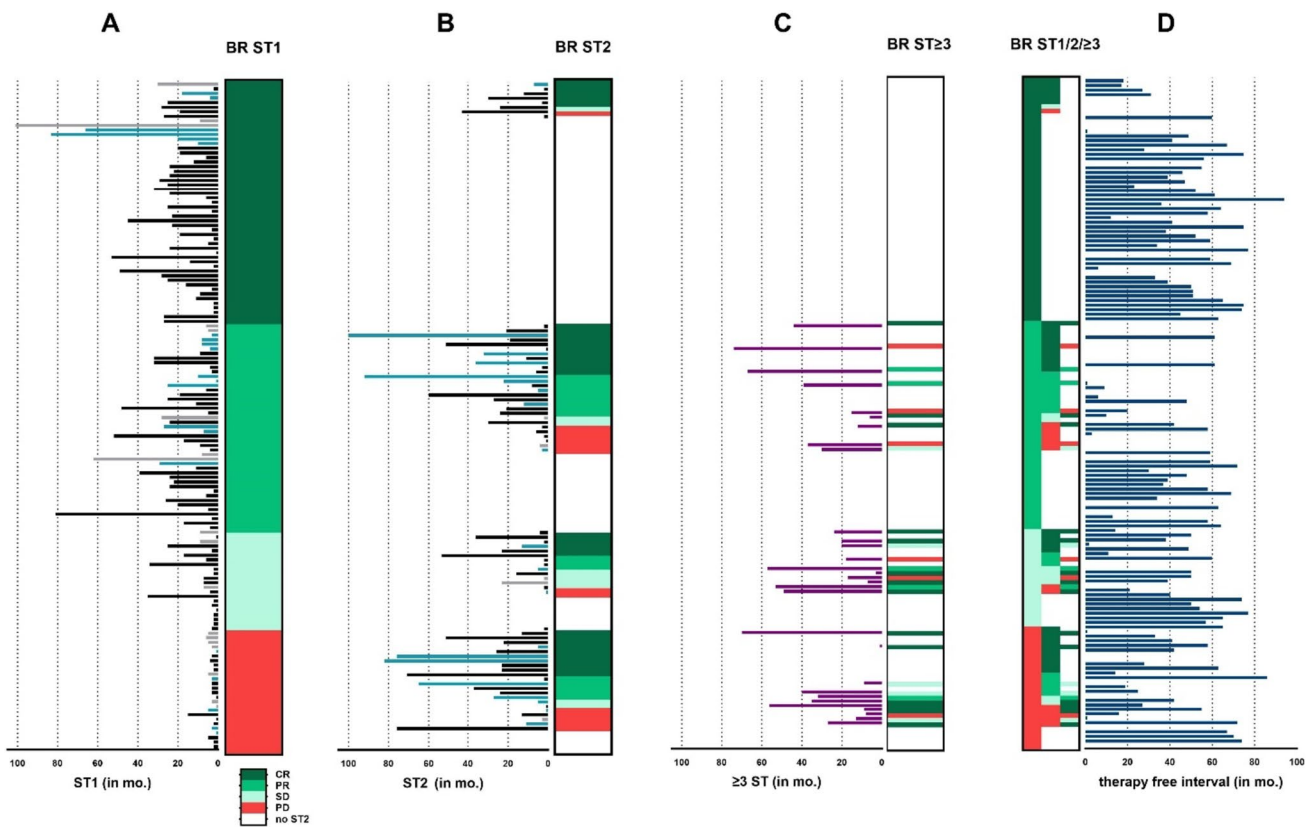 A
B
C
D
BR ST1
BR ST2
BR ST≥3
BR ST1/2/≥3
100 80 60 40 20 0
100 80 60 40 20 0
100 80 60 40 20 0
0 20 40 60 80 100
ST1 (in mo.)
ST2 (in mo.)
≥3 ST (in mo.)
therapy free interval (in mo.)
CR
PR
SD
PD
no ST2